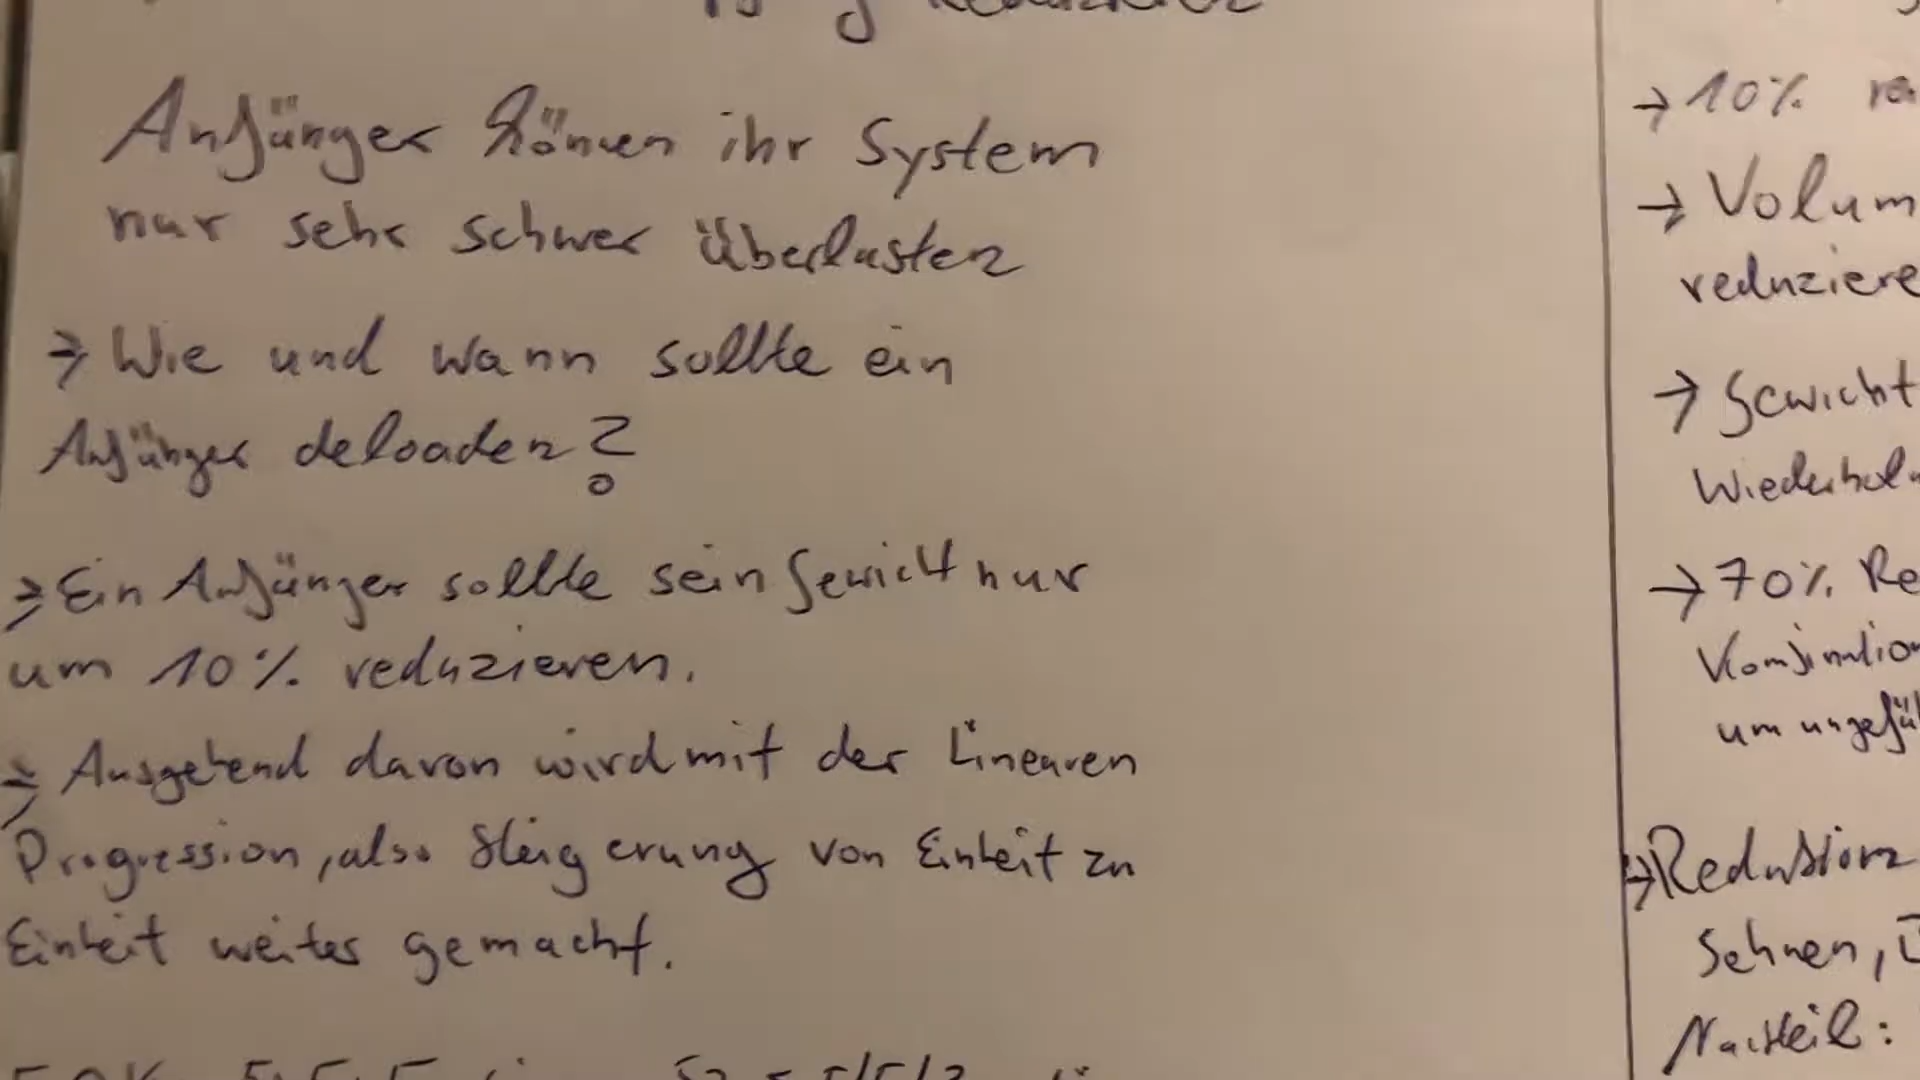 Anfänger können ihr System
nur sehr schwer überlasten
→ Wie und wann sollte ein
Anfänger deloaden?
→ Ein Anfänger sollte sein Gewicht nur
um 10% reduzieren.
→ Ausgehend davon wird mit der Linearen
Progression, also Steigerung von Einheit zu
Einheit weiter gemacht.
→ 10%
→ Volum
reduziere
→ Gewicht
Wiederhol
→ 70% Re
Kombinatio
um ungefäh
→ Reduktion
Sehnen,
Nachteil: